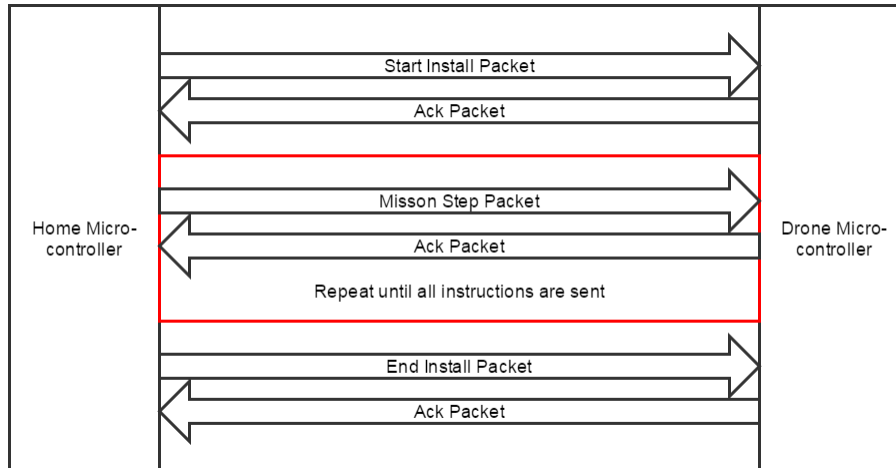 Start Install Packet
Ack Packet
Misson Step Packet
Home Micro-
controller
Drone Micro-
controller
Ack Packet
Repeat until all instructions are sent
End Install Packet
Ack Packet